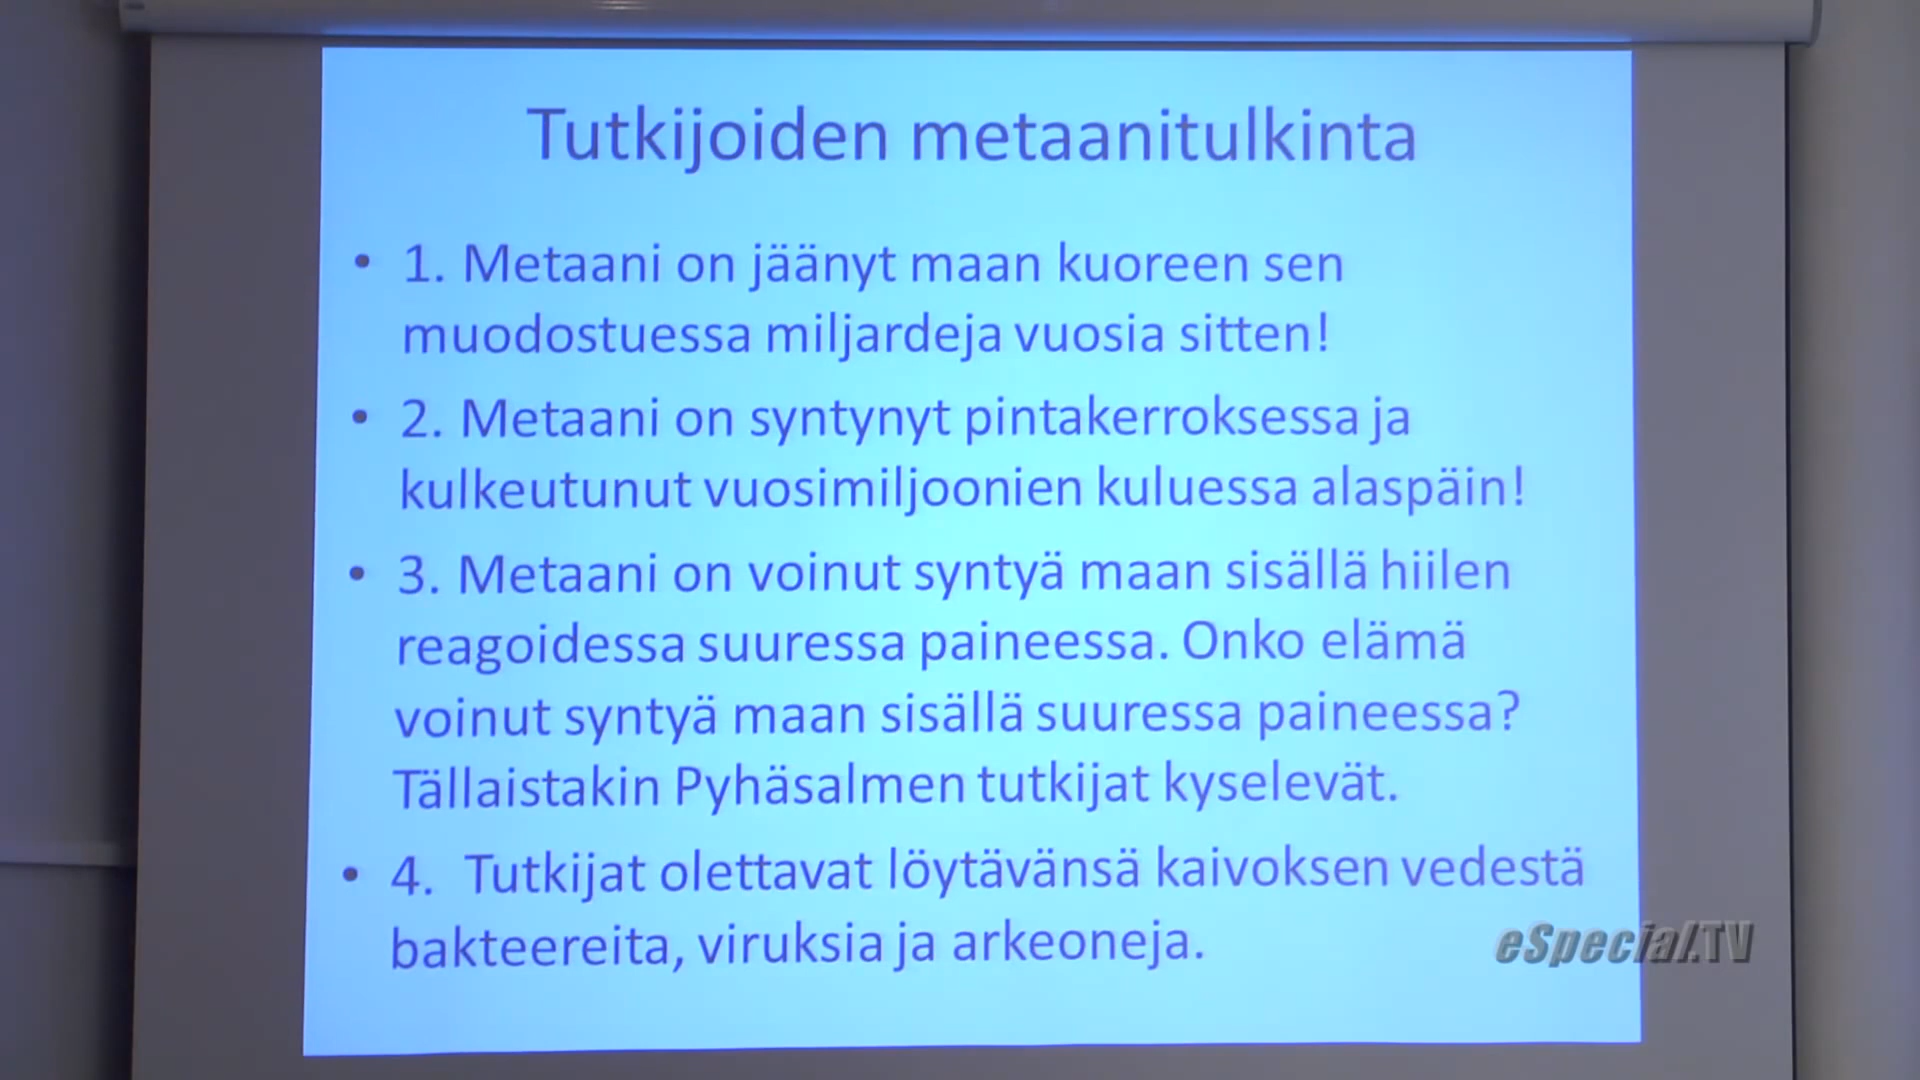 Tutkijoiden metaanitulkinta
• 1. Metaani on jäänyt maan kuoreen sen
muodostuessa miljardeja vuosia sitten!
• 2. Metaani on syntynyt pintakerroksessa ja
kulkeutunut vuosimiljoonien kuluessa alaspäin!
• 3. Metaani on voinut syntyä maan sisällä hiilen
reagoidessa suuressa paineessa. Onko elämä
voinut syntyä maan sisällä suuressa paineessa?
Tällaistakin Pyhäsalmen tutkijat kyselevät.
• 4. Tutkijat olettavat löytävänsä kaivoksen vedestä
bakteereita, viruksia ja arkeoneja.
eSpecial.TV